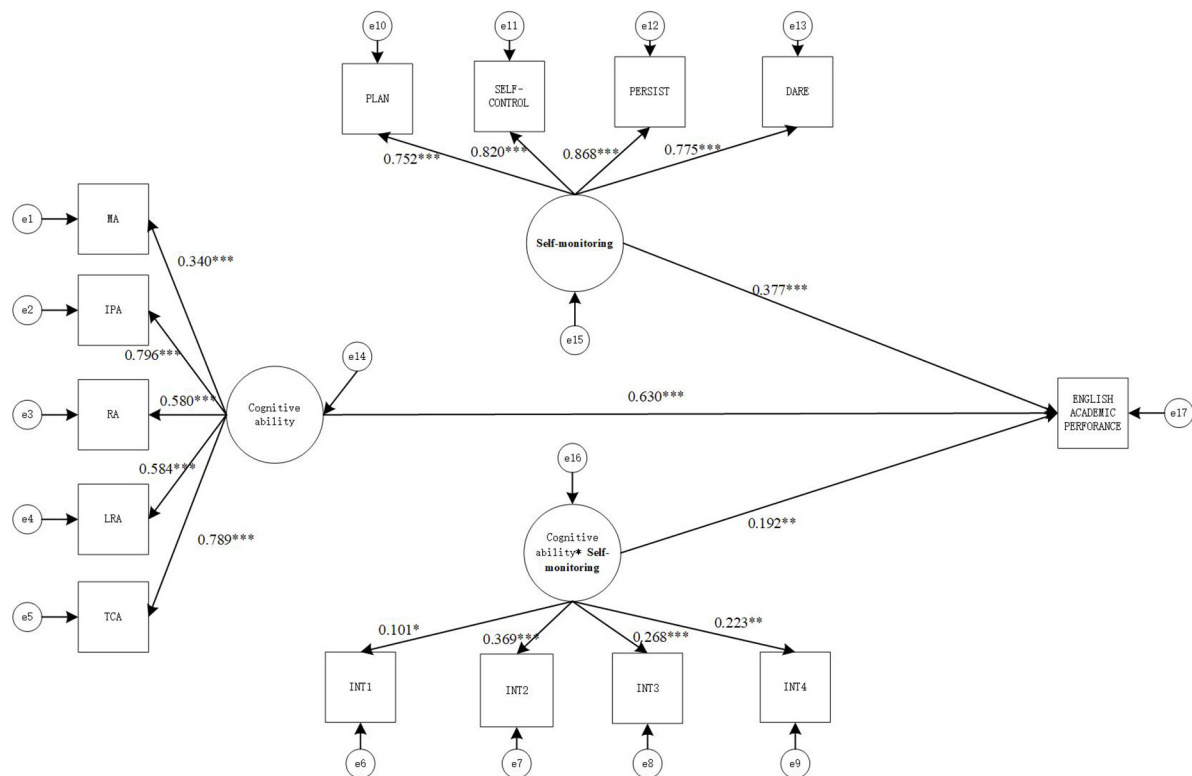 e10
e11
e12
e13
PLAN
SELF-
CONTROL
PERSIST
DARE
0.752***
0.820***
0.868***
0.775***
e1
MA
Self-monitoring
0.340***
0.377***
e2
IPA
e15
0.796***
e14
e3
RA
0.580***
Cognitive
ability
0.630***
ENGLISH
ACADEMIC
PERFORANCE
e17
0.584***
e16
e4
LRA
0.789***
0.192**
Cognitive
ability* Self-
monitoring
e5
TCA
0.101*
0.369***
0.268***
0.223**
INT1
INT2
INT3
INT4
e6
e7
e8
e9